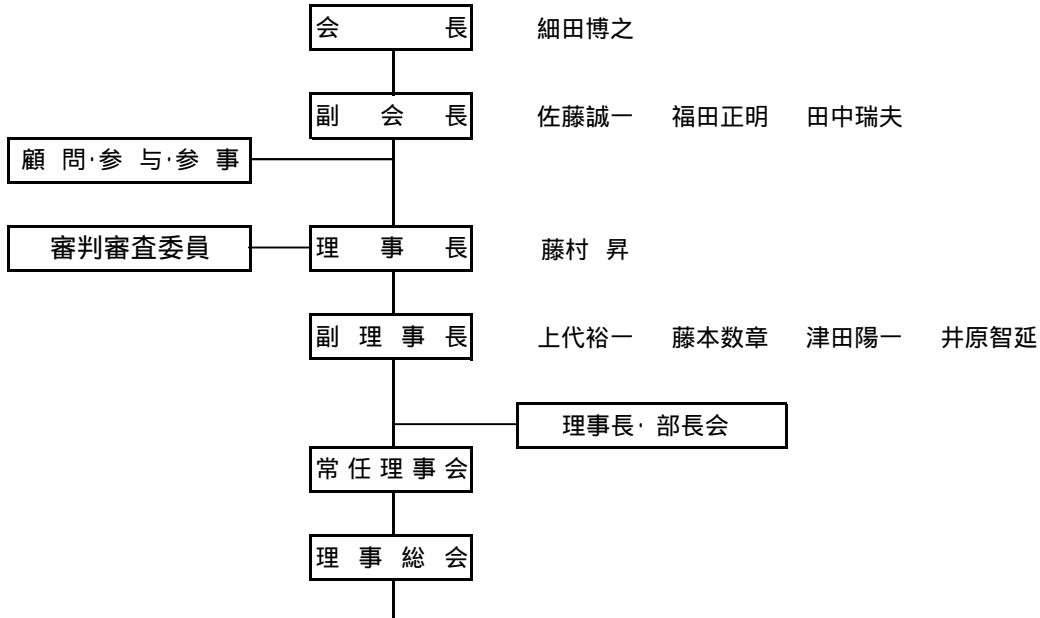 会 長 細田博之
副 会 長 佐藤誠一 福田正明 田中瑞夫
顧 問・参 与・参 事
審判審査委員 理 事 長 藤村 昇
副 理 事 長 上代裕一 藤本数章 津田陽一 井原智延
理事長・ 部長会
常 任 理 事 会
理 事 総 会